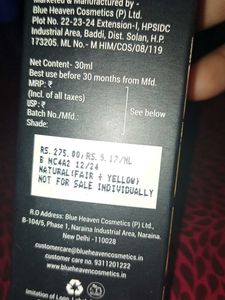 Marketed & Manufactured by -
Blue Heaven Cosmetics (P) Ltd.
Plot No. 22-23-24 Extension-I, HPSIDC
Industrial Area, Baddi, Dist. Solan, H.P.
173205. ML. No - M HIM/COS/08/119
Net Content- 30ml
Best before 30 months from Mfd.
MRP: ₹
(Incl. of all taxes)
USP: ₹
Batch No./Mfd.:
Shade:
See below
RS.275.00/RS.9.17/ML
B NC4A2 12/24
NATURAL(FAIR + YELLOW)
NOT FOR SALE INDIVIDUALLY
R.O Address: Blue Heaven Cosmetics (P) Ltd.
B-104/5, Phase 1, Naraina Industrial Area, Naraina,
New Delhi -110028
customercare@blueheavencosmetics.in
customer care no. 9311201222
www.blueheavencosmetics.in